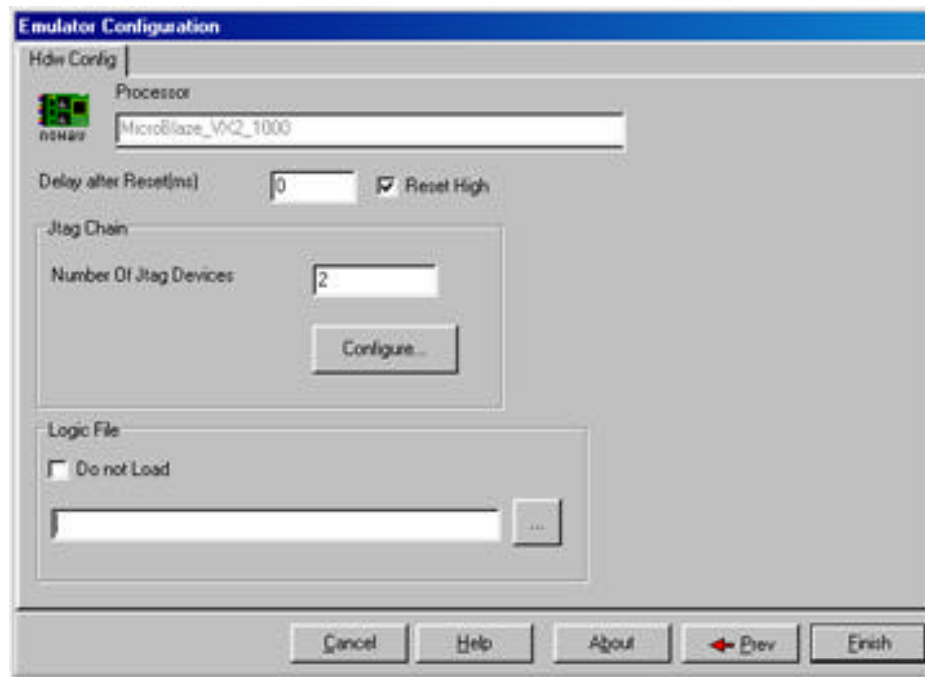 Emulator Configuration
Hdw Config
Processor
nohau
MicroBlaze_VX2_1000
Delay after Reset(ms)
0
Reset High
Jtag Chain
Number Of Jtag Devices
2
Configure...
Logic File
Do not Load
...
Cancel
Help
About
Prev
Finish